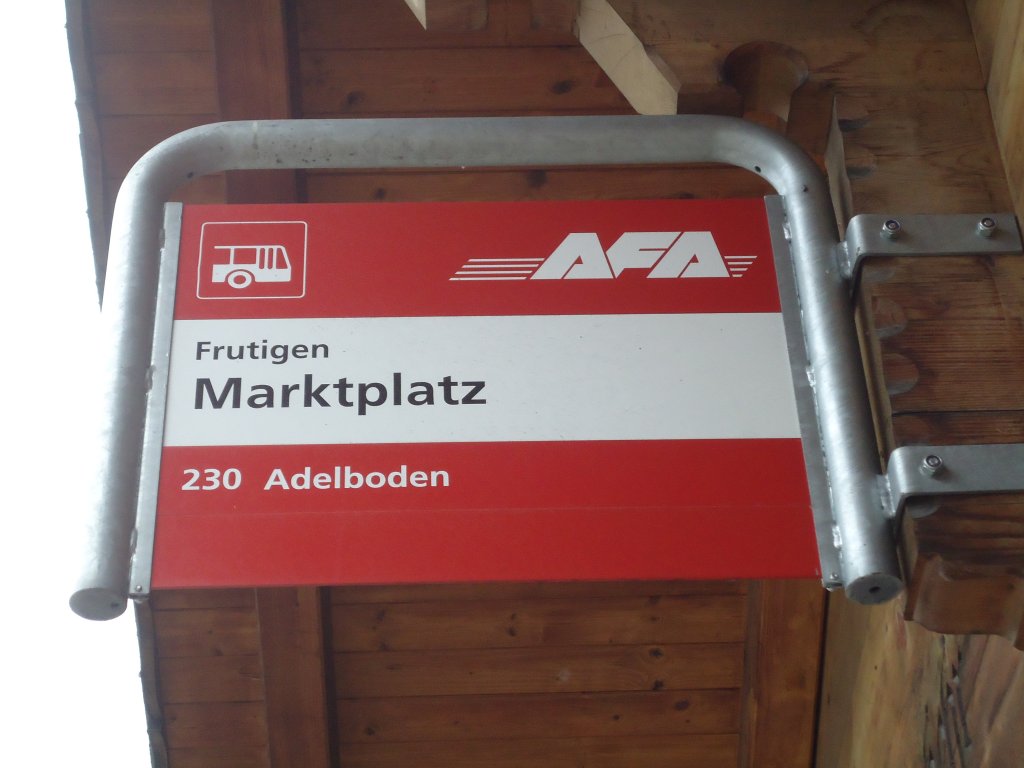 AFA
Frutigen
Marktplatz
230 Adelboden